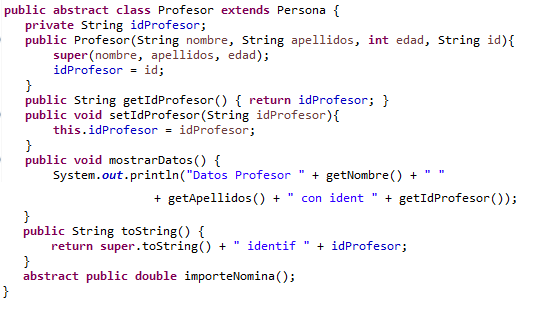 public abstract class Profesor extends Persona {
private String idProfesor;
public Profesor(String nombre, String apellidos, int edad, String id){
super(nombre, apellidos, edad);
idProfesor = id;
}
public String getIdProfesor() { return idProfesor; }
public void setIdProfesor(String idProfesor){
this.idProfesor = idProfesor;
}
public void mostrarDatos() {
System.out.println("Datos Profesor " + getNombre() + " "
+ getApellidos() + " con ident " + getIdProfesor());
}
public String toString() {
return super.toString() + " identif " + idProfesor;
}
abstract public double importeNomina();
}